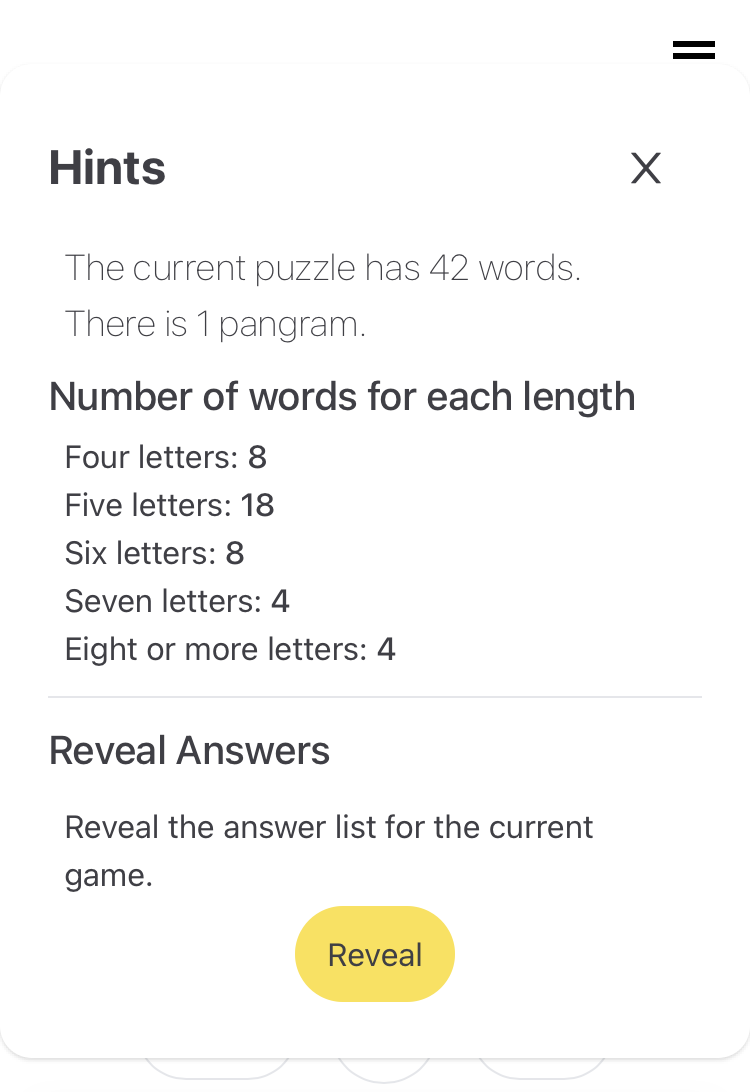 Hints
X
The current puzzle has 42 words.
There is 1 pangram.
Number of words for each length
Four letters: 8
Five letters: 18
Six letters: 8
Seven letters: 4
Eight or more letters: 4
Reveal Answers
Reveal the answer list for the current
game.
Reveal